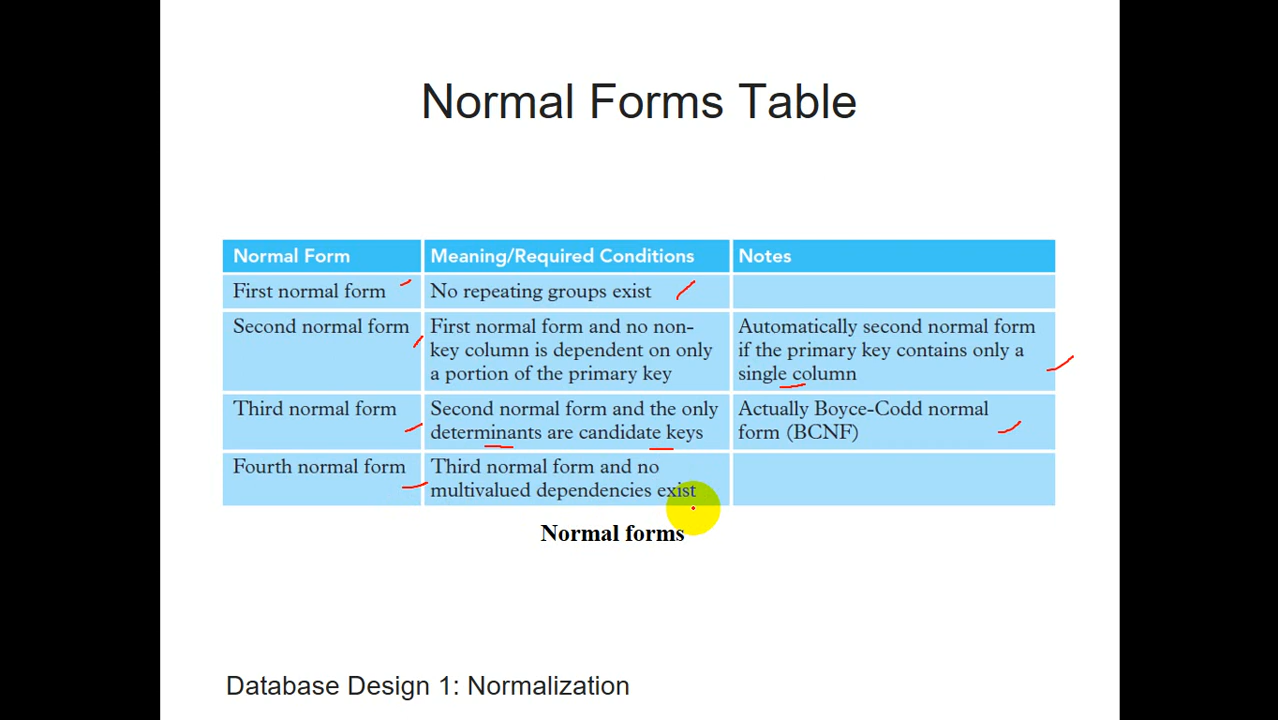 Normal Forms Table
Normal Form Meaning/Required Conditions Notes
First normal form No repeating groups exist
Second normal form First normal form and no non- Automatically second normal form
key column is dependent on only if the primary key contains only a
a portion of the primary key single column
Third normal form Second normal form and the only Actually Boyce-Codd normal
determinants are candidate keys form (BCNF)
Fourth normal form Third normal form and no
multivalued dependencies exist
Normal forms
Database Design 1: Normalization